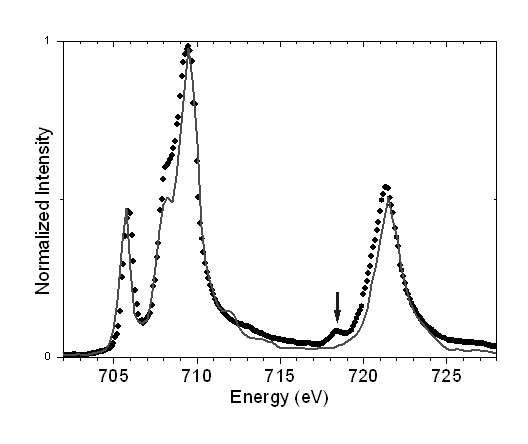 1
Normalized Intensity
0
705 710 715 720 725
Energy (eV)